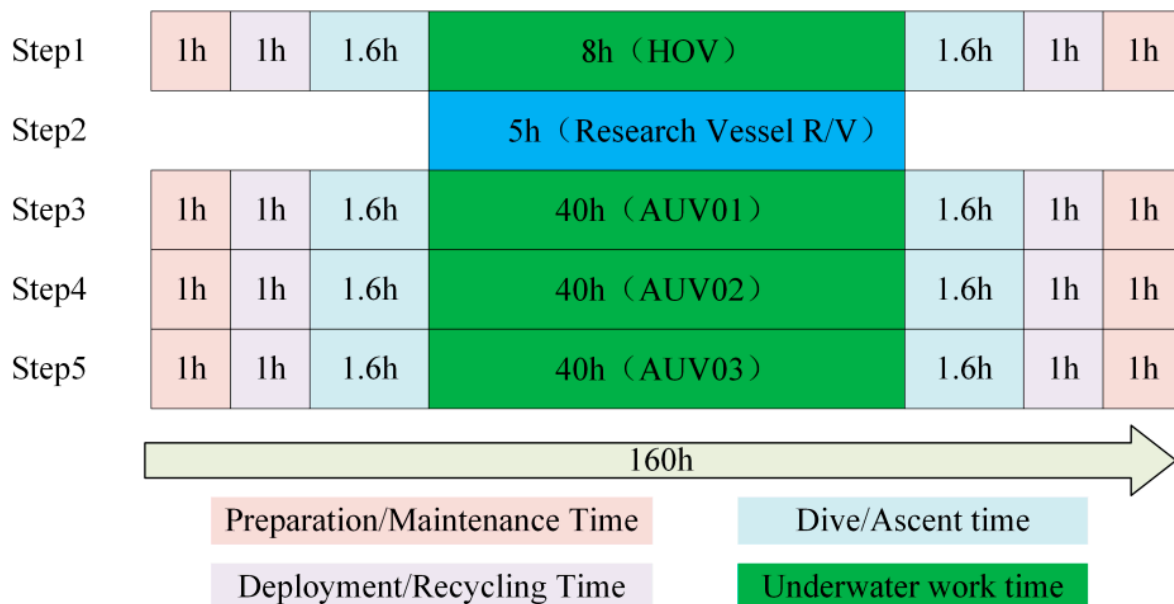 Step1 1h 1h 1.6h 8h（HOV） 1.6h 1h 1h
Step2 5h（Research Vessel R/V）
Step3 1h 1h 1.6h 40h（AUV01） 1.6h 1h 1h
Step4 1h 1h 1.6h 40h（AUV02） 1.6h 1h 1h
Step5 1h 1h 1.6h 40h（AUV03） 1.6h 1h 1h
160h
Preparation/Maintenance Time Dive/Ascent time
Deployment/Recycling Time Underwater work time